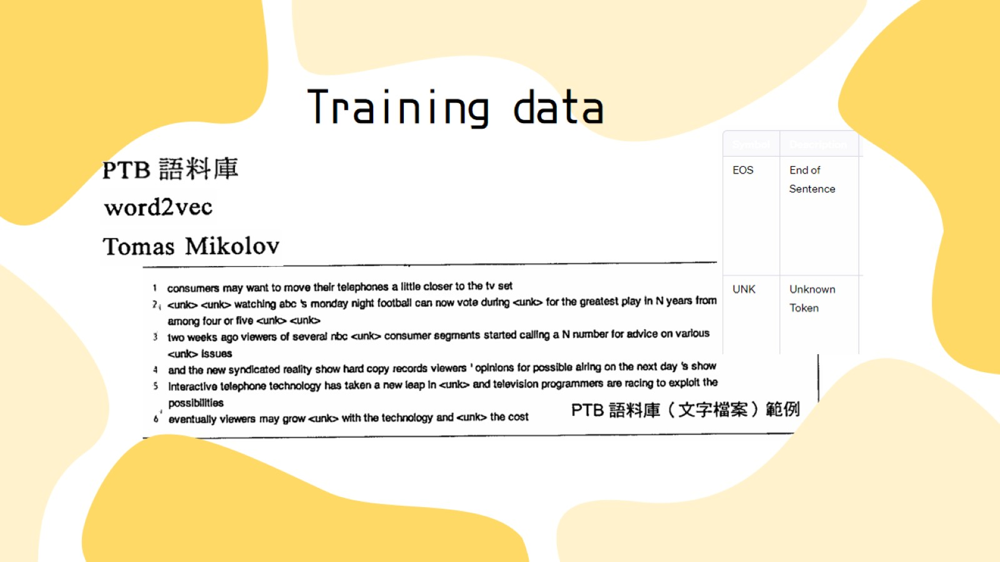 Training data
PTB 語料庫
word2vec
Tomas Mikolov
Symbol Description
EOS End of
Sentence
UNK Unknown
Token
1 consumers may want to move their telephones a little closer to the tv set
2 <unk> <unk> watching abc 's monday night football can now vote during <unk> for the greatest play in N years from
among four or five <unk> <unk>
3 two weeks ago viewers of several nbc <unk> consumer segments started calling a N number for advice on various
<unk> issues
4 and the new syndicated reality show hard copy records viewers ' opinions for possible airing on the next day 's show
5 interactive telephone technology has taken a new leap in <unk> and television programmers are racing to exploit the
possibilities
6 eventually viewers may grow <unk> with the technology and <unk> the cost
PTB 語料庫（文字檔案）範例